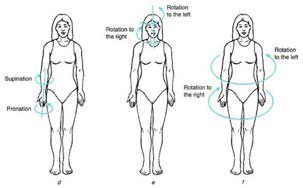 Rotation
to the left
Rotation to
the right
Rotation
to the left
Supination
Rotation to
the right
Pronation
d
e
f